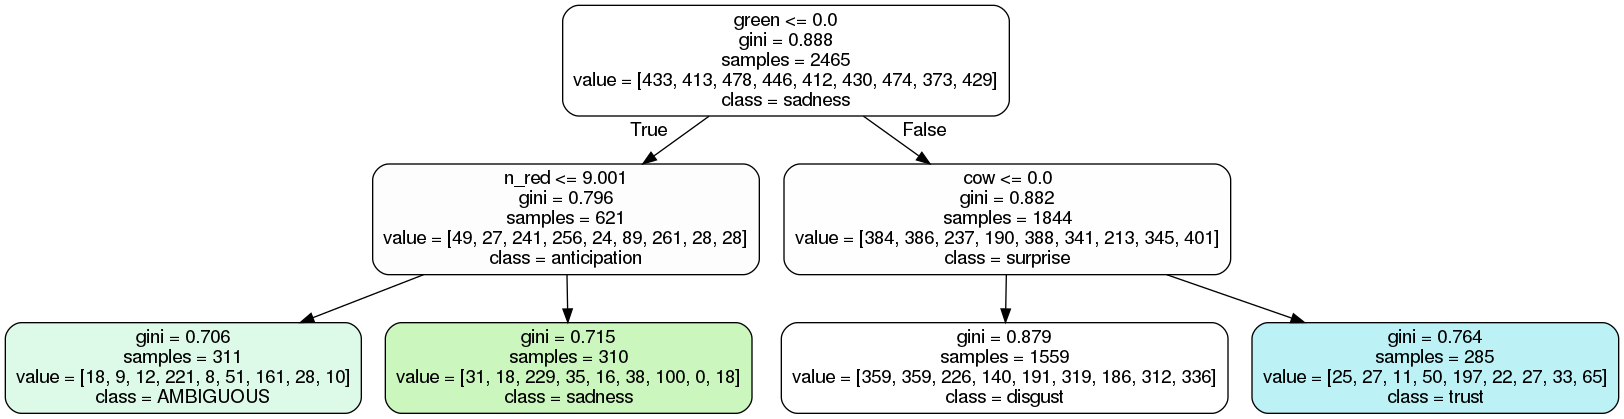 green <= 0.0
gini = 0.888
samples = 2465
value = [433, 413, 478, 446, 412, 430, 474, 373, 429]
class = sadness
True
False
n_red <= 9.001
gini = 0.796
samples = 621
value = [49, 27, 241, 256, 24, 89, 261, 28, 28]
class = anticipation
cow <= 0.0
gini = 0.882
samples = 1844
value = [384, 386, 237, 190, 388, 341, 213, 345, 401]
class = surprise
gini = 0.706
samples = 311
value = [18, 9, 12, 221, 8, 51, 161, 28, 10]
class = AMBIGUOUS
gini = 0.715
samples = 310
value = [31, 18, 229, 35, 16, 38, 100, 0, 18]
class = sadness
gini = 0.879
samples = 1559
value = [359, 359, 226, 140, 191, 319, 186, 312, 336]
class = disgust
gini = 0.764
samples = 285
value = [25, 27, 11, 50, 197, 22, 27, 33, 65]
class = trust